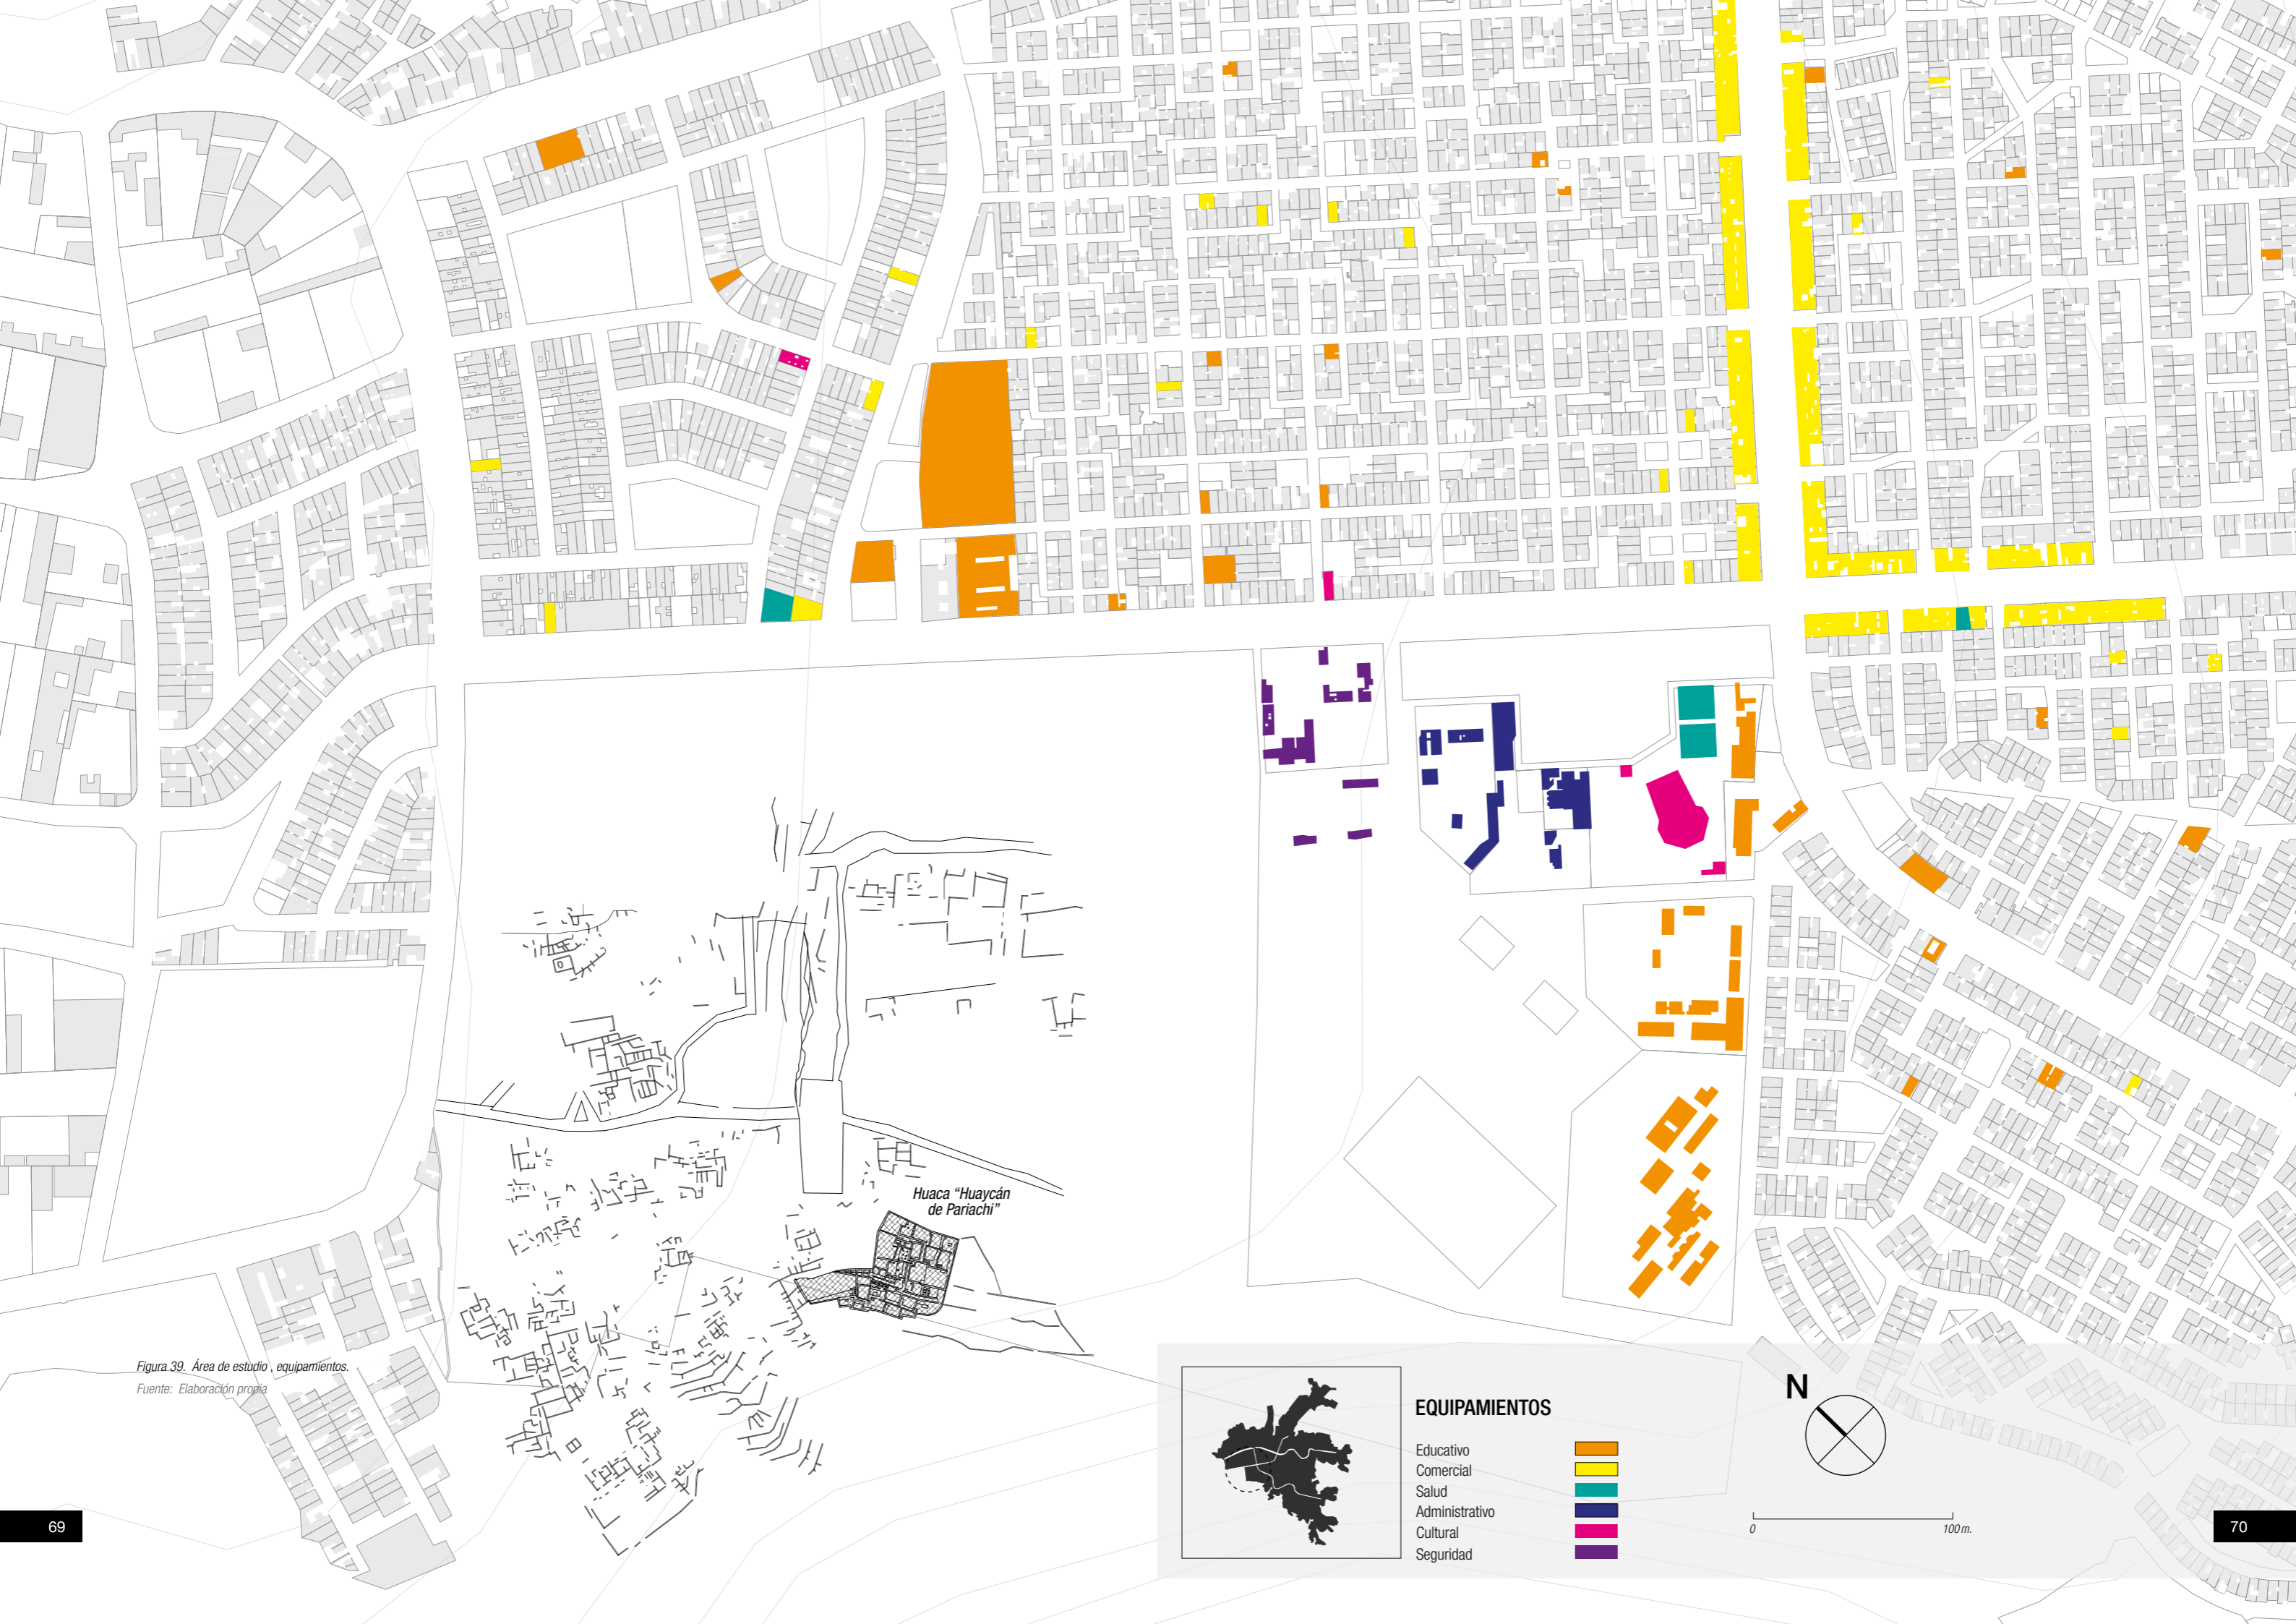 Huaca “Huaycán
de Pariachi”
Figura 39. Área de estudio , equipamientos.
Fuente: Elaboración propia
EQUIPAMIENTOS
Educativo
Comercial
Salud
Administrativo
Cultural
Seguridad
N
0 100 m.
69
70